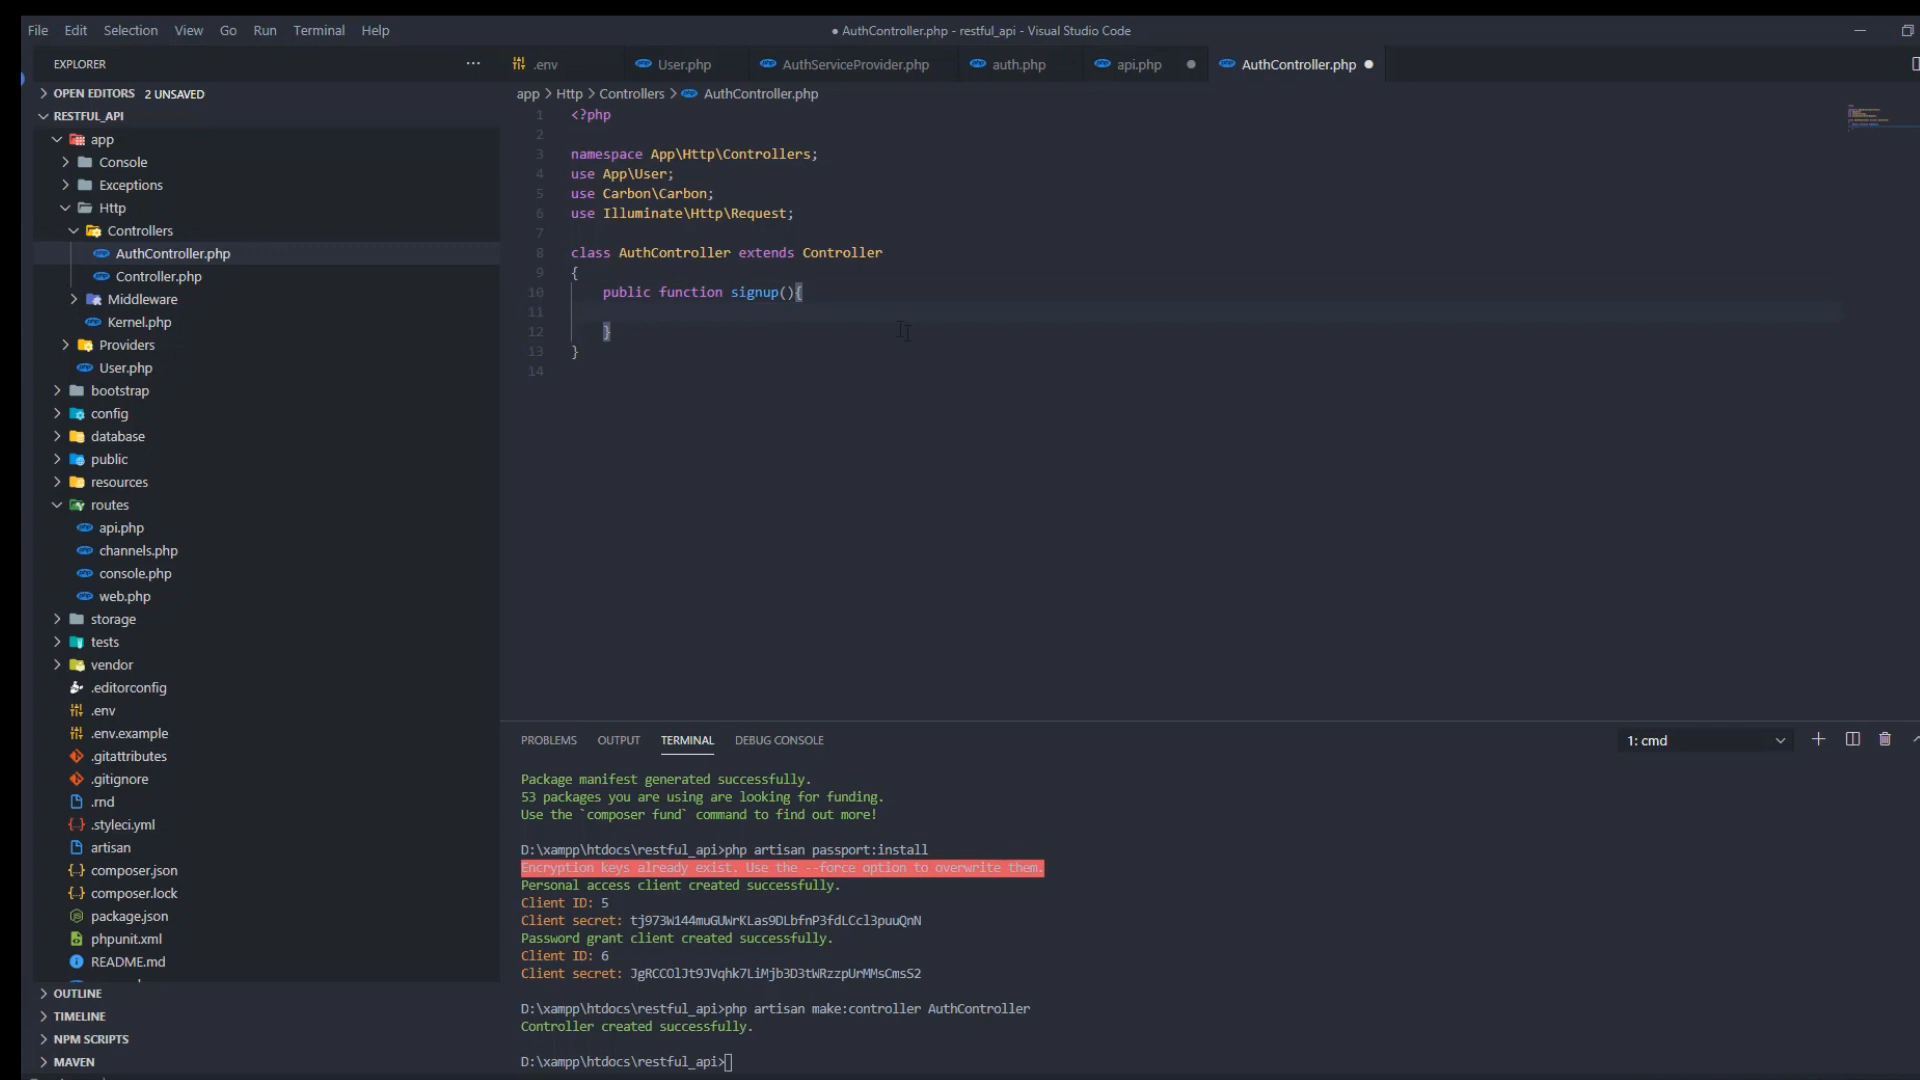 File Edit Selection View Go Run Terminal Help
● AuthController.php - restful_api - Visual Studio Code
EXPLORER
OPEN EDITORS 2 UNSAVED
RESTFUL_API
app
Console
Exceptions
Http
Controllers
AuthController.php
Controller.php
Middleware
Kernel.php
Providers
User.php
bootstrap
config
database
public
resources
routes
api.php
channels.php
console.php
web.php
storage
tests
vendor
.editorconfig
.env
.env.example
.gitattributes
.gitignore
.rnd
.styleci.yml
artisan
composer.json
composer.lock
package.json
phpunit.xml
README.md
OUTLINE
TIMELINE
NPM SCRIPTS
MAVEN
.env User.php AuthServiceProvider.php auth.php api.php ● AuthController.php ●
app > Http > Controllers > AuthController.php
1 <?php
2
3 namespace App\Http\Controllers;
4 use App\User;
5 use Carbon\Carbon;
6 use Illuminate\Http\Request;
7
8 class AuthController extends Controller
9 {
10 public function signup(){
11
12 }
13 }
14
PROBLEMS OUTPUT TERMINAL DEBUG CONSOLE
1: cmd
Package manifest generated successfully.
53 packages you are using are looking for funding.
Use the `composer fund` command to find out more!
D:\xampp\htdocs\restful_api>php artisan passport:install
Encryption keys already exist. Use the --force option to overwrite them.
Personal access client created successfully.
Client ID: 5
Client secret: tj973W144muGUWrKLas9DLbfnP3fdLCcl3puuQnN
Password grant client created successfully.
Client ID: 6
Client secret: JgRCCOlJt9JVqhk7LiMjb3D3tWRzzpUrMMsCmsS2
D:\xampp\htdocs\restful_api>php artisan make:controller AuthController
Controller created successfully.
D:\xampp\htdocs\restful_api>